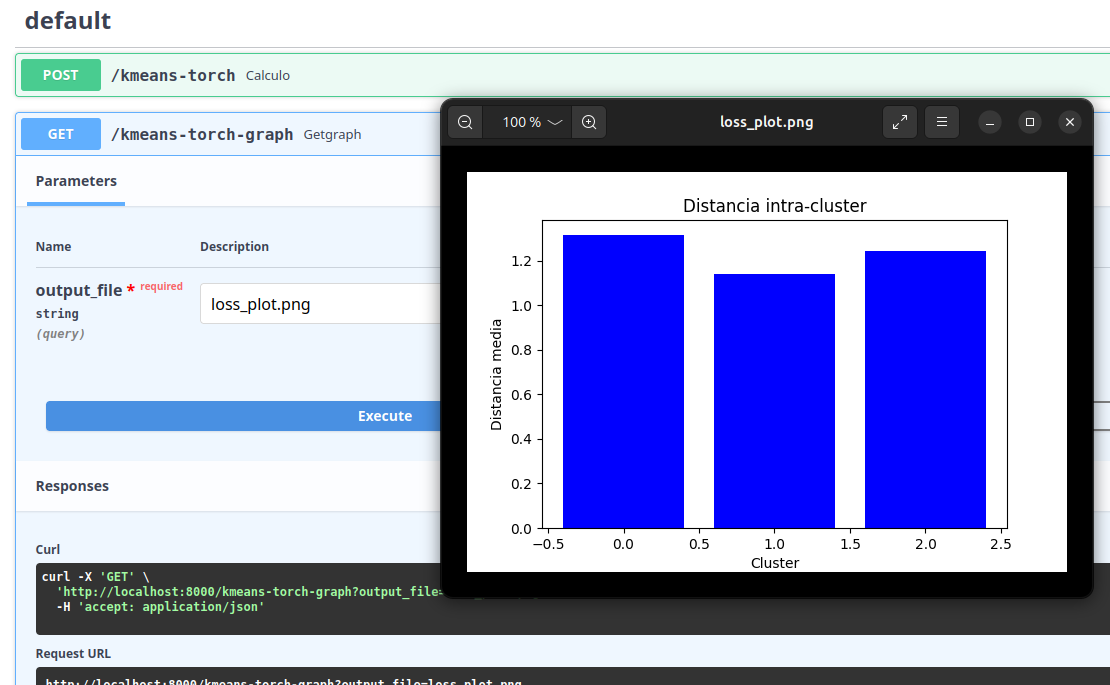 default
POST /kmeans-torch Calculo
GET /kmeans-torch-graph Getgraph
Parameters
Name Description
output_file * required
string
(query)
loss_plot.png
Execute
Responses
Curl
curl -X 'GET' \
'http://localhost:8000/kmeans-torch-graph?output_file=
-H 'accept: application/json'
Request URL
http://localhost:8000/kmeans-torch-graph?output_file=loss_plot.png
100 %
loss_plot.png
Distancia intra-cluster
Distancia media
1.2
1.0
0.8
0.6
0.4
0.2
0.0
−0.5 0.0 0.5 1.0 1.5 2.0 2.5
Cluster